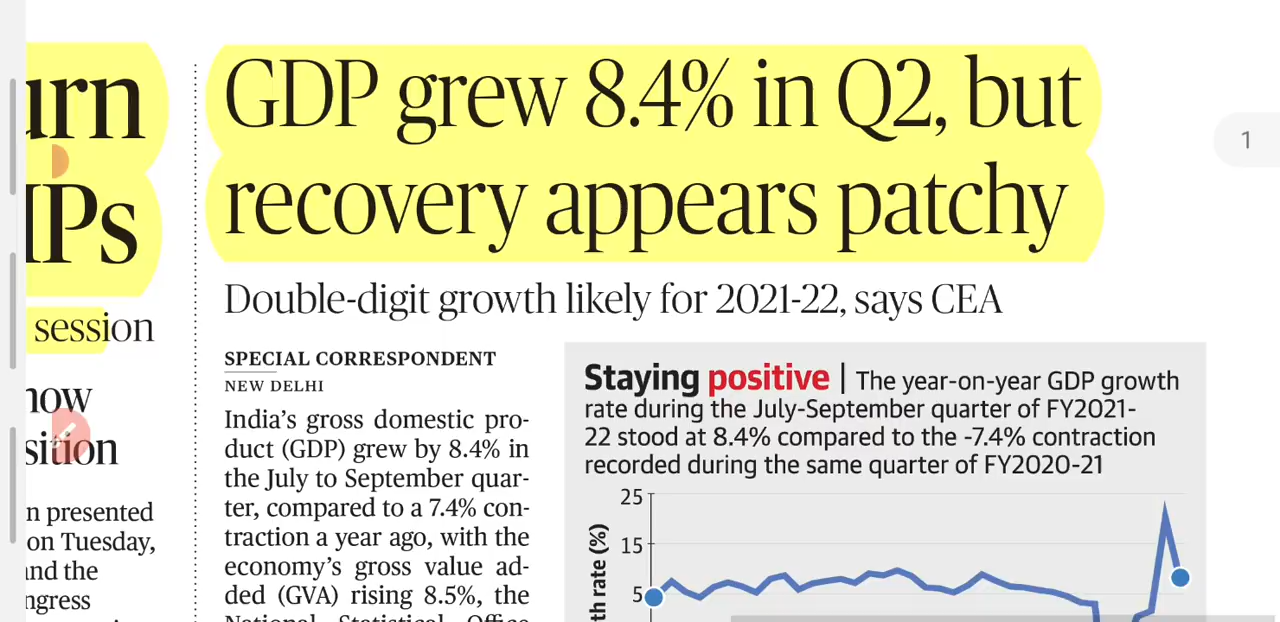 urn
IPs
session
now
sition
n presented
on Tuesday,
and the
ngress
GDP grew 8.4% in Q2, but
recovery appears patchy
Double-digit growth likely for 2021-22, says CEA
SPECIAL CORRESPONDENT
NEW DELHI
India's gross domestic pro-
duct (GDP) grew by 8.4% in
the July to September quar-
ter, compared to a 7.4% con-
traction a year ago, with the
economy's gross value ad-
ded (GVA) rising 8.5%, the
National Statistical Office
Staying positive | The year-on-year GDP growth
rate during the July-September quarter of FY2021-
22 stood at 8.4% compared to the -7.4% contraction
recorded during the same quarter of FY2020-21
25
15
5
th rate (%)
1